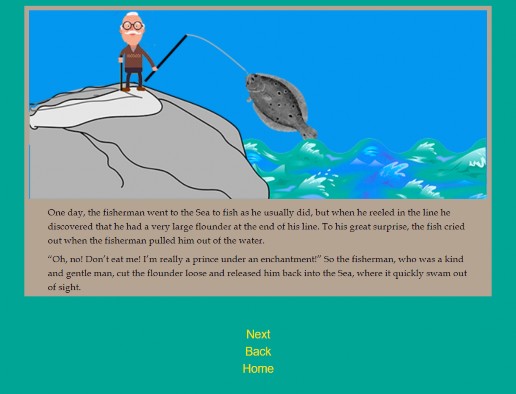 One day, the fisherman went to the Sea to fish as he usually did, but when he reeled in the line he
discovered that he had a very large flounder at the end of his line. To his great surprise, the fish cried
out when the fisherman pulled him out of the water.
“Oh, no! Don’t eat me! I’m really a prince under an enchantment!” So the fisherman, who was a kind
and gentle man, cut the flounder loose and released him back into the Sea, where it quickly swam out
of sight.
Next
Back
Home